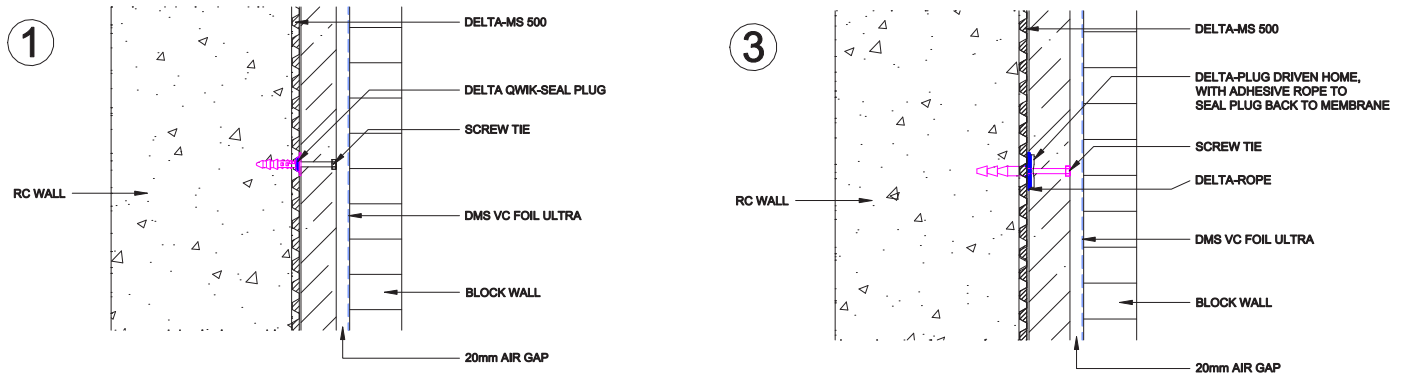 1
DELTA-MS 500
DELTA QWIK-SEAL PLUG
SCREW TIE
RC WALL
DMS VC FOIL ULTRA
BLOCK WALL
20mm AIR GAP
3
DELTA-MS 500
DELTA-PLUG DRIVEN HOME,
WITH ADHESIVE ROPE TO
SEAL PLUG BACK TO MEMBRANE
SCREW TIE
DELTA-ROPE
RC WALL
DMS VC FOIL ULTRA
BLOCK WALL
20mm AIR GAP